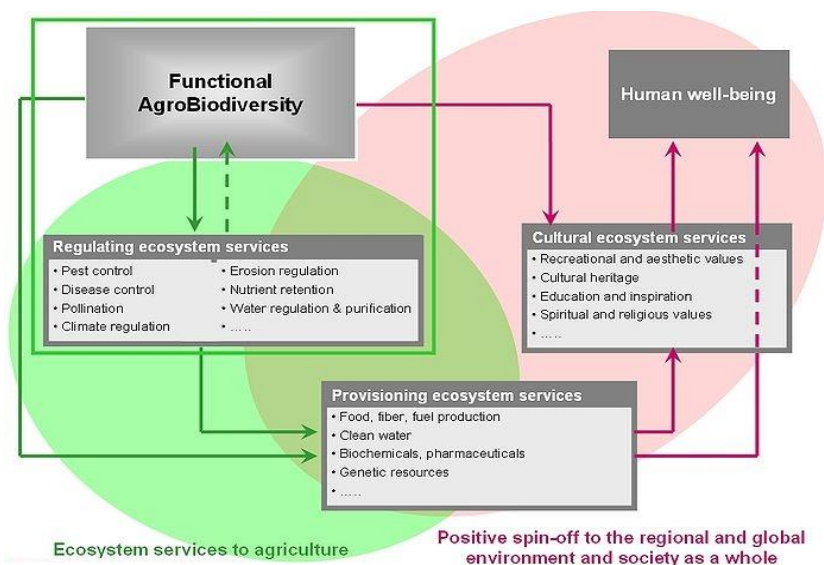 Functional
AgroBiodiversity
Human well-being
Regulating ecosystem services
• Pest control
• Disease control
• Pollination
• Climate regulation
• Erosion regulation
• Nutrient retention
• Water regulation & purification
• .....
Cultural ecosystem services
• Recreational and aesthetic values
• Cultural heritage
• Education and inspiration
• Spiritual and religious values
• .....
Provisioning ecosystem services
• Food, fiber, fuel production
• Clean water
• Biochemicals, pharmaceuticals
• Genetic resources
• .....
Ecosystem services to agriculture
Positive spin-off to the regional and global
environment and society as a whole